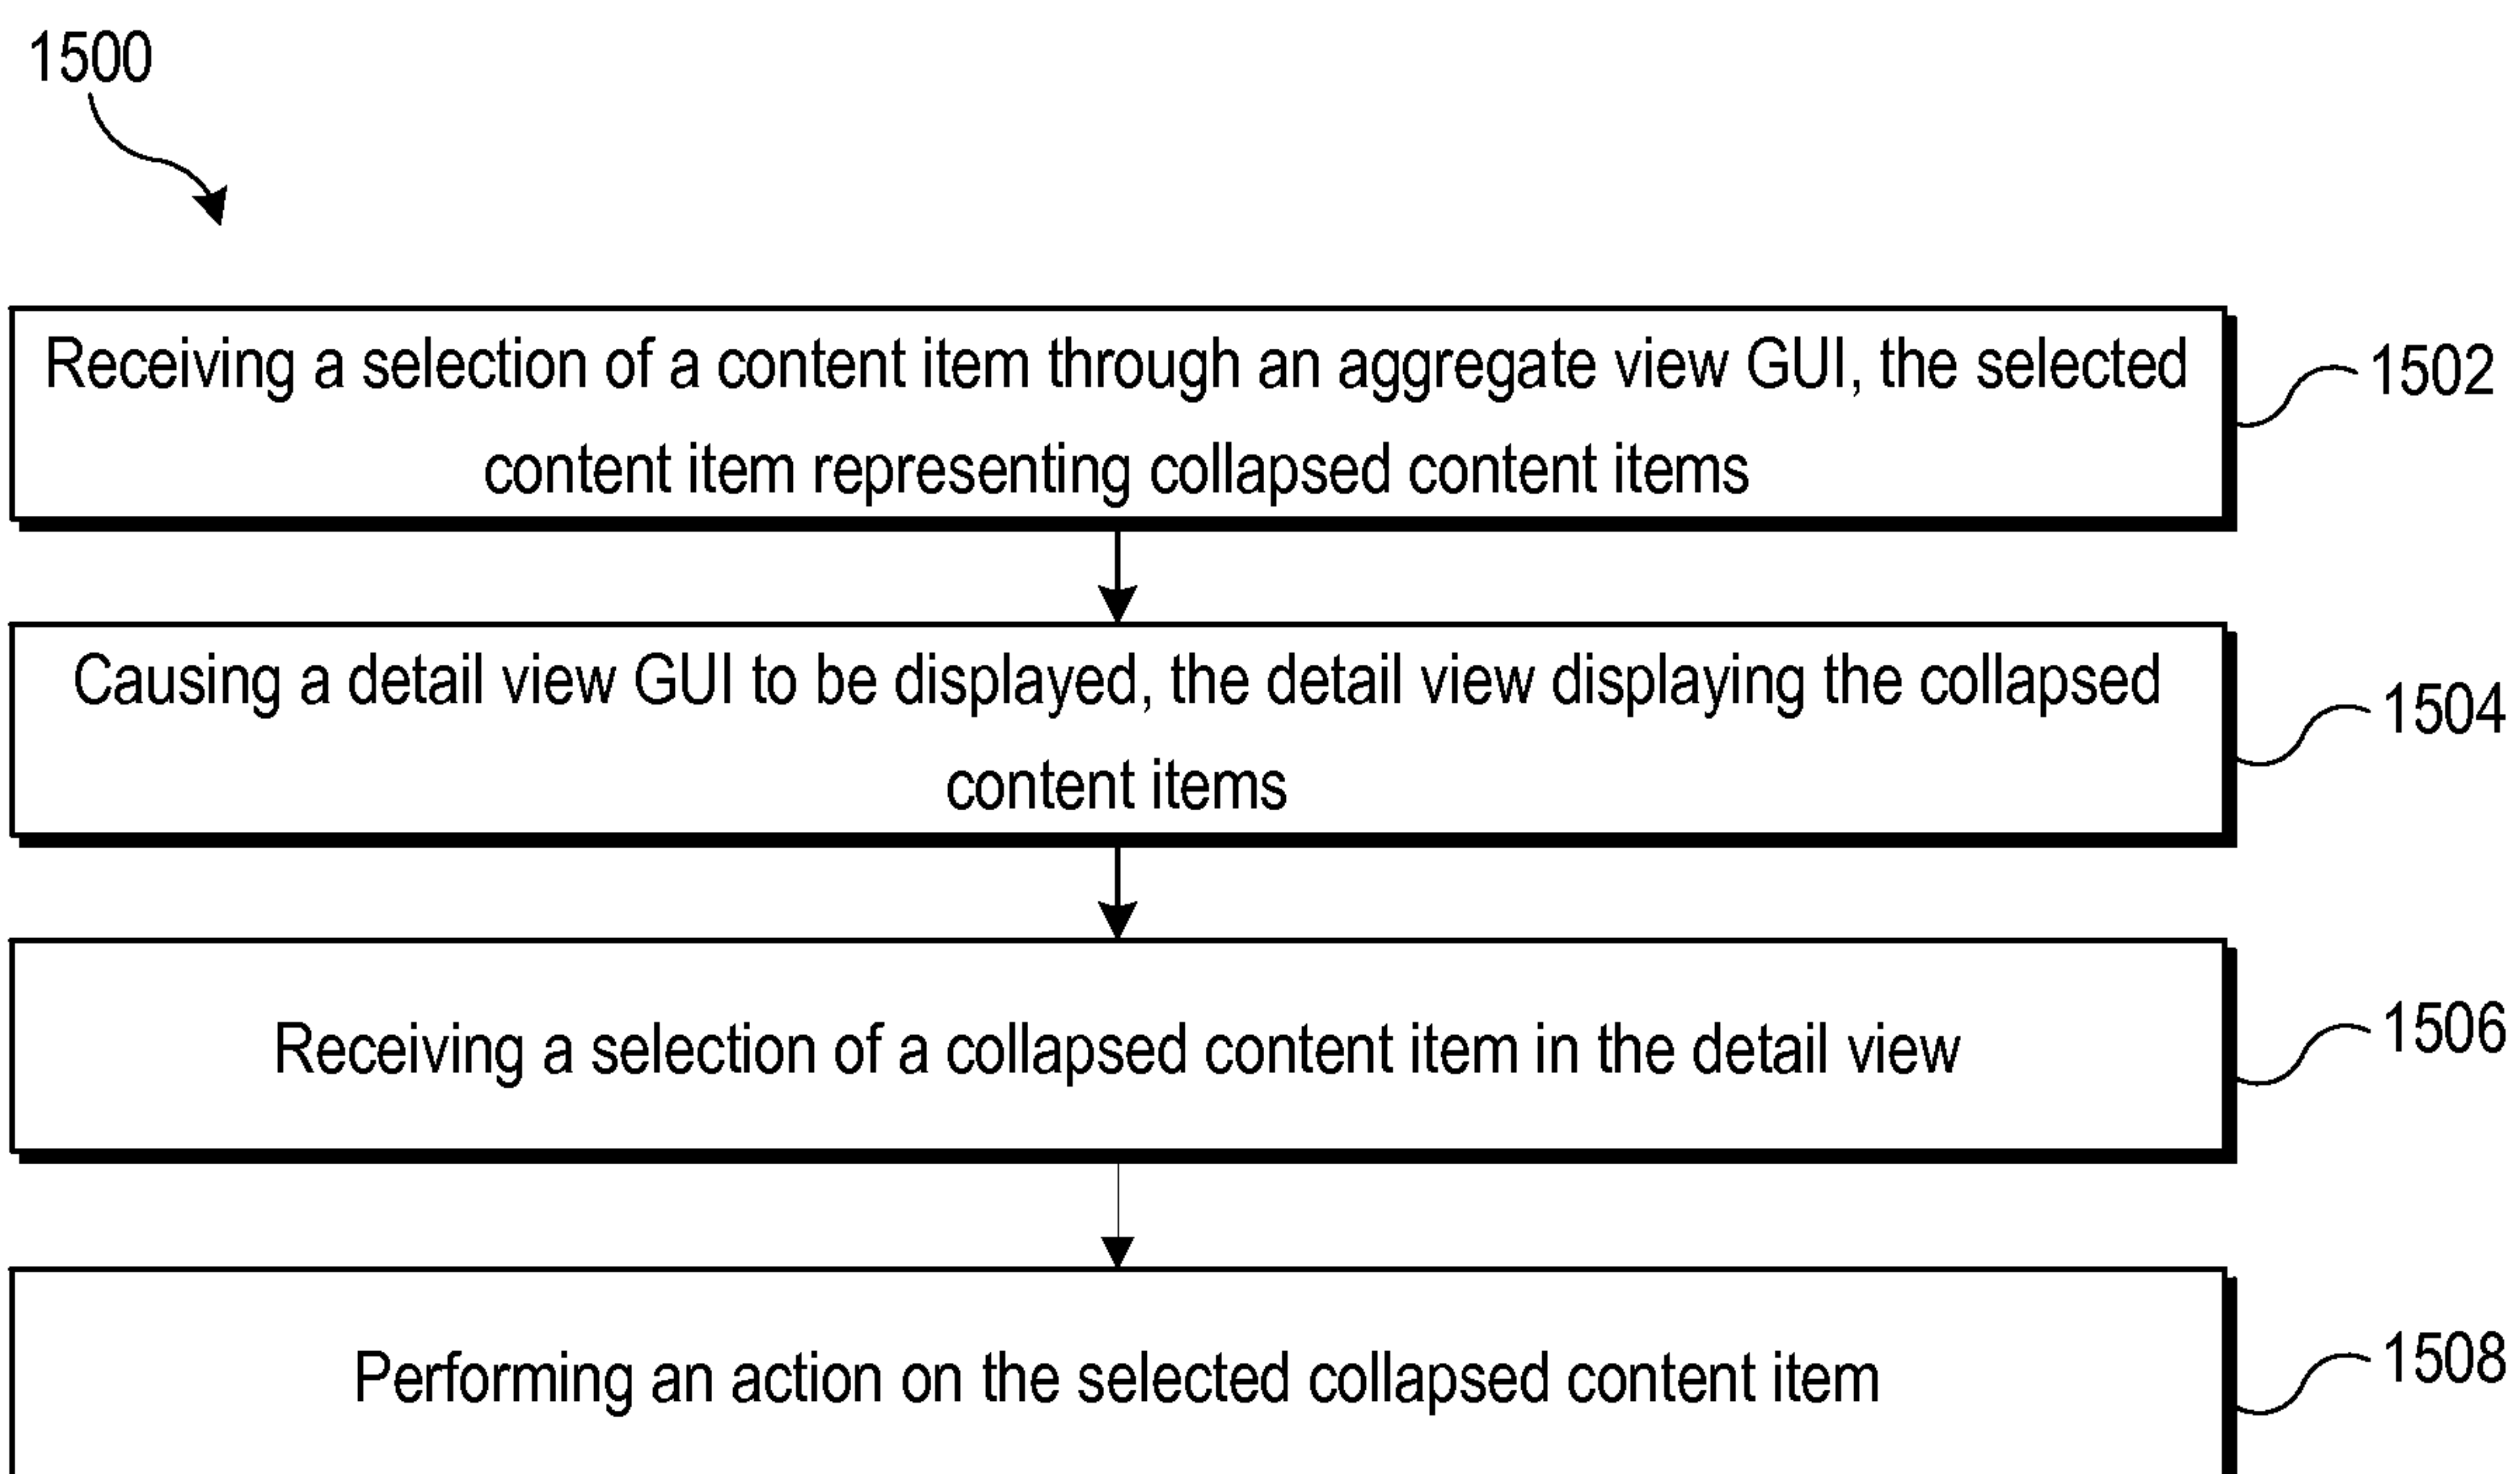 1500
Receiving a selection of a content item through an aggregate view GUI, the selected
content item representing collapsed content items
1502
Causing a detail view GUI to be displayed, the detail view displaying the collapsed
content items
1504
Receiving a selection of a collapsed content item in the detail view
1506
Performing an action on the selected collapsed content item
1508